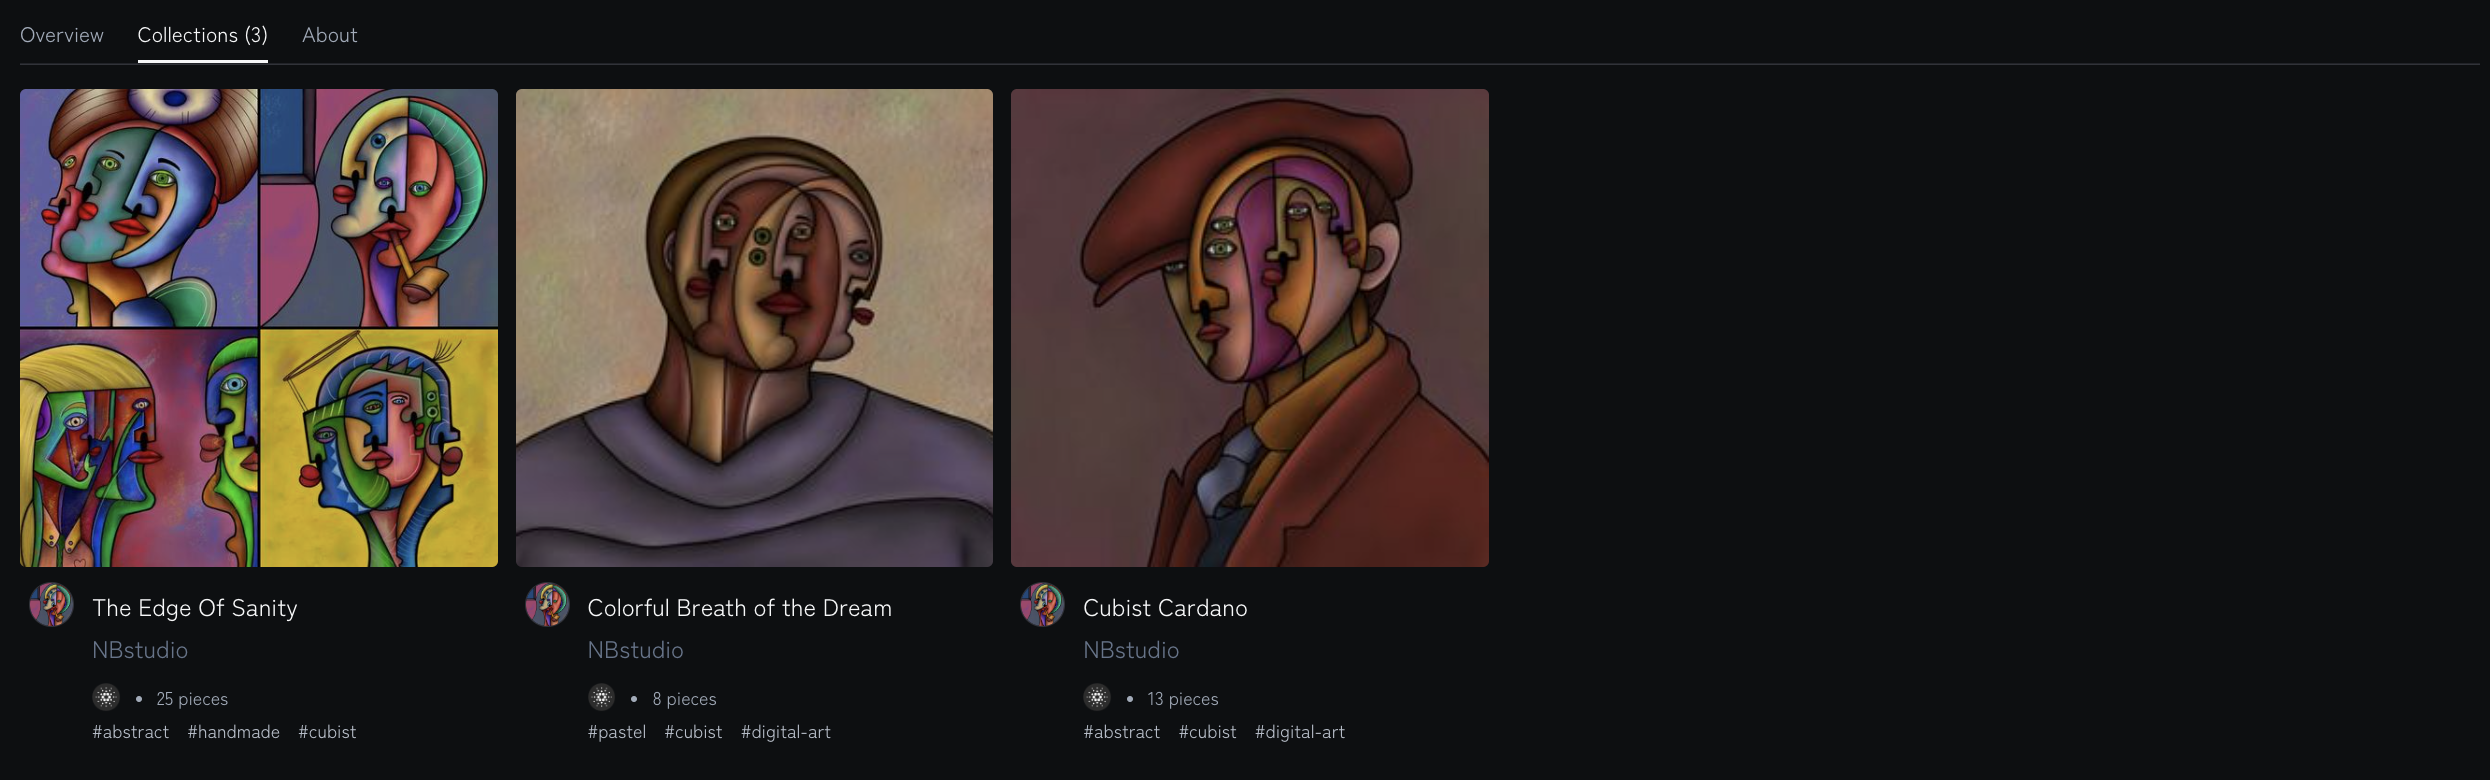 Overview Collections (3) About
The Edge Of Sanity
NBstudio
• 25 pieces
#abstract #handmade #cubist
Colorful Breath of the Dream
NBstudio
• 8 pieces
#pastel #cubist #digital-art
Cubist Cardano
NBstudio
• 13 pieces
#abstract #cubist #digital-art